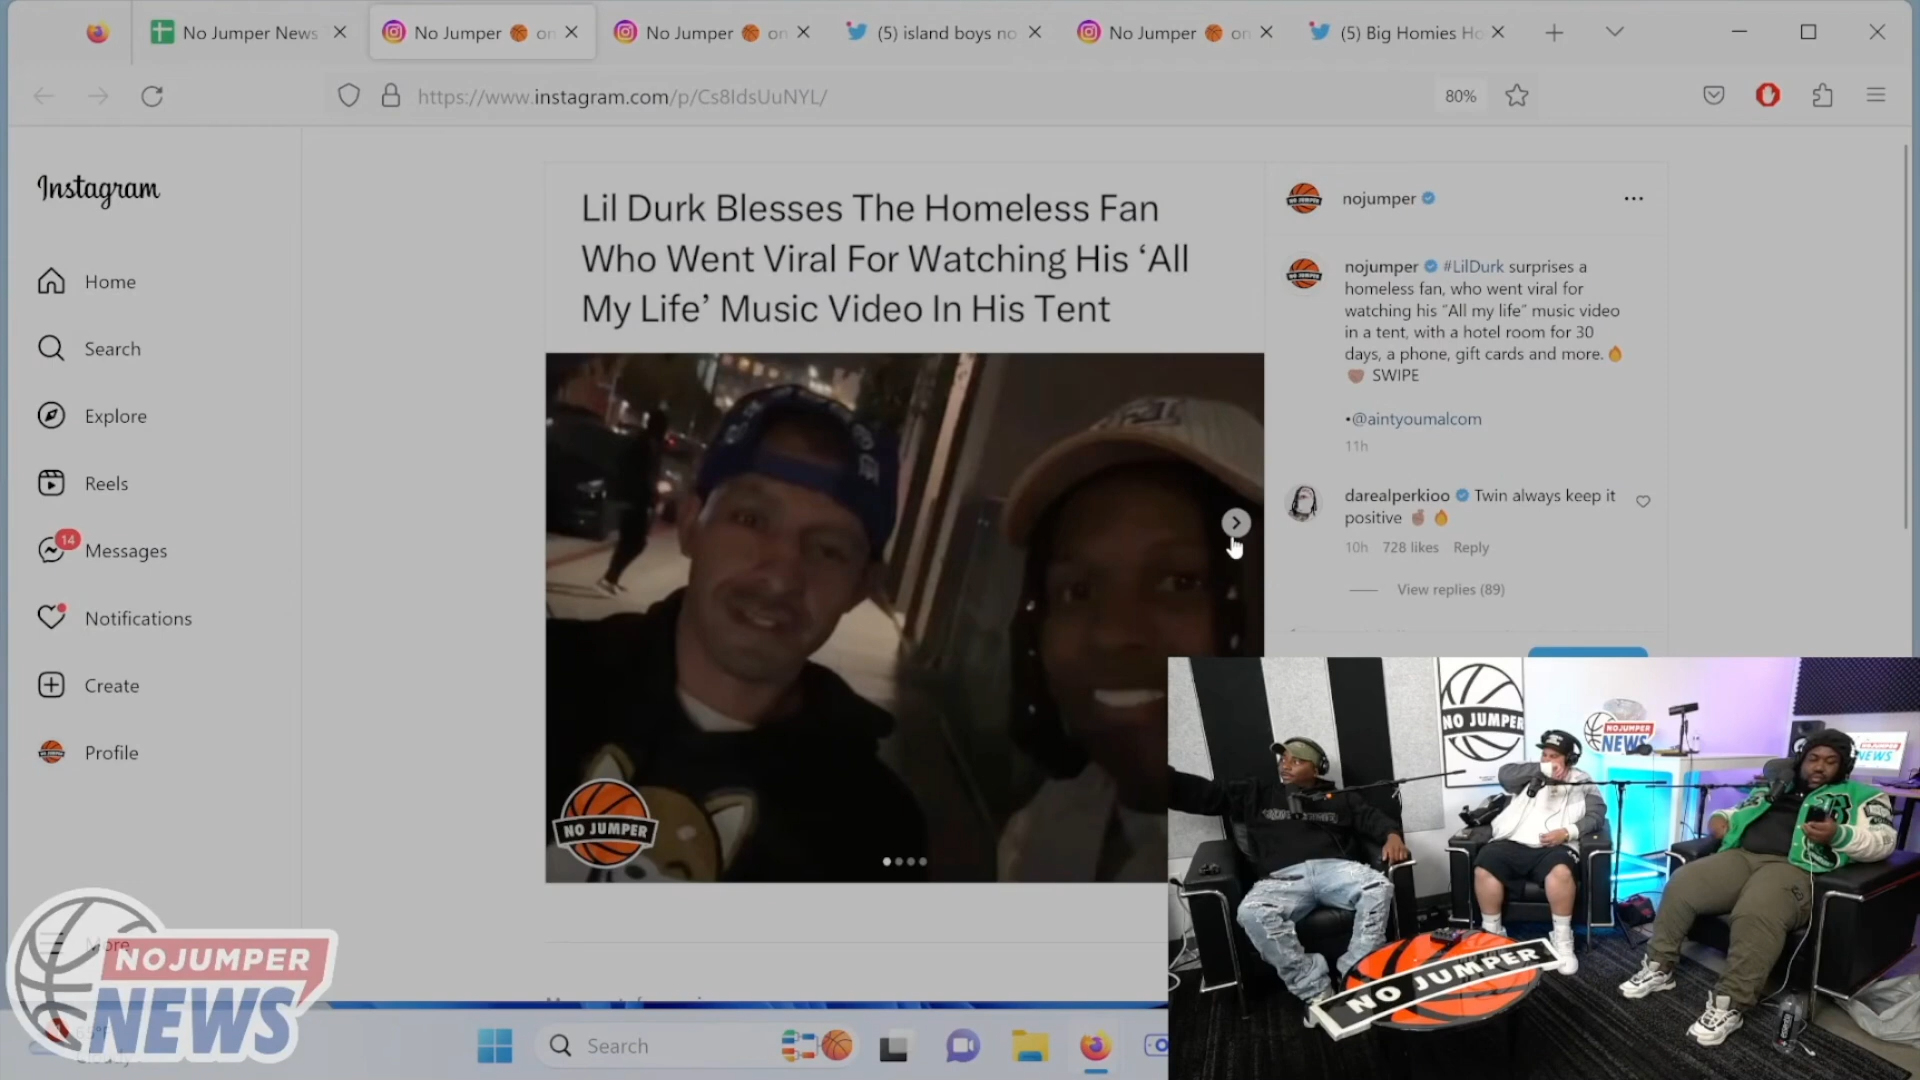 No Jumper News
No Jumper 🏀 on
No Jumper 🏀 on
(5) island boys no
No Jumper 🏀 on
(5) Big Homies Ho
https://www.instagram.com/p/Cs8IdsUuNYL/
80%
Instagram
Home
Search
Explore
Reels
14
Messages
Notifications
Create
Profile
More
Lil Durk Blesses The Homeless Fan
Who Went Viral For Watching His ‘All
My Life’ Music Video In His Tent
NO JUMPER
nojumper
nojumper #LilDurk surprises a
homeless fan, who went viral for
watching his “All my life” music video
in a tent, with a hotel room for 30
days, a phone, gift cards and more.🔥
🤎 SWIPE
•@aintyoumalcom
11h
darealperkioo Twin always keep it
positive 🤞🏽🔥
10h 728 likes Reply
View replies (89)
NO JUMPER
NOJUMPER
NEWS
NEWS
NO JUMPER
NOJUMPER
NEWS
Search